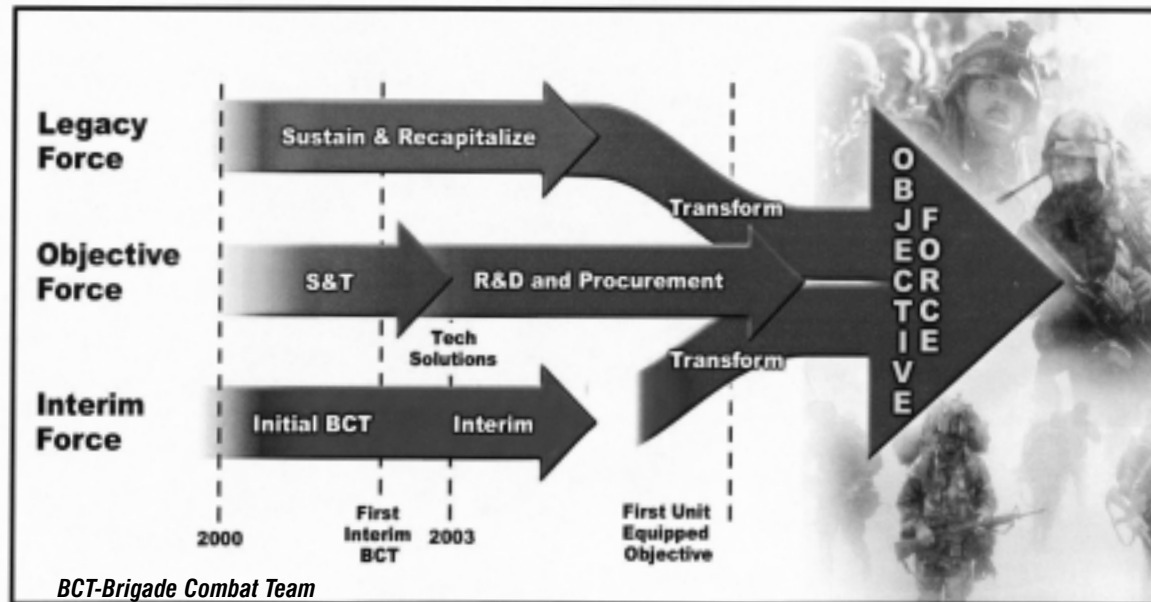 Legacy
Force
Sustain & Recapitalize
Transform
Objective
Force
S&T
R&D and Procurement
Tech
Solutions
Transform
Interim
Force
Initial BCT
Interim
OBJECTIVE
FORCE
2000
First
Interim
BCT
2003
First Unit
Equipped
Objective
BCT-Brigade Combat Team